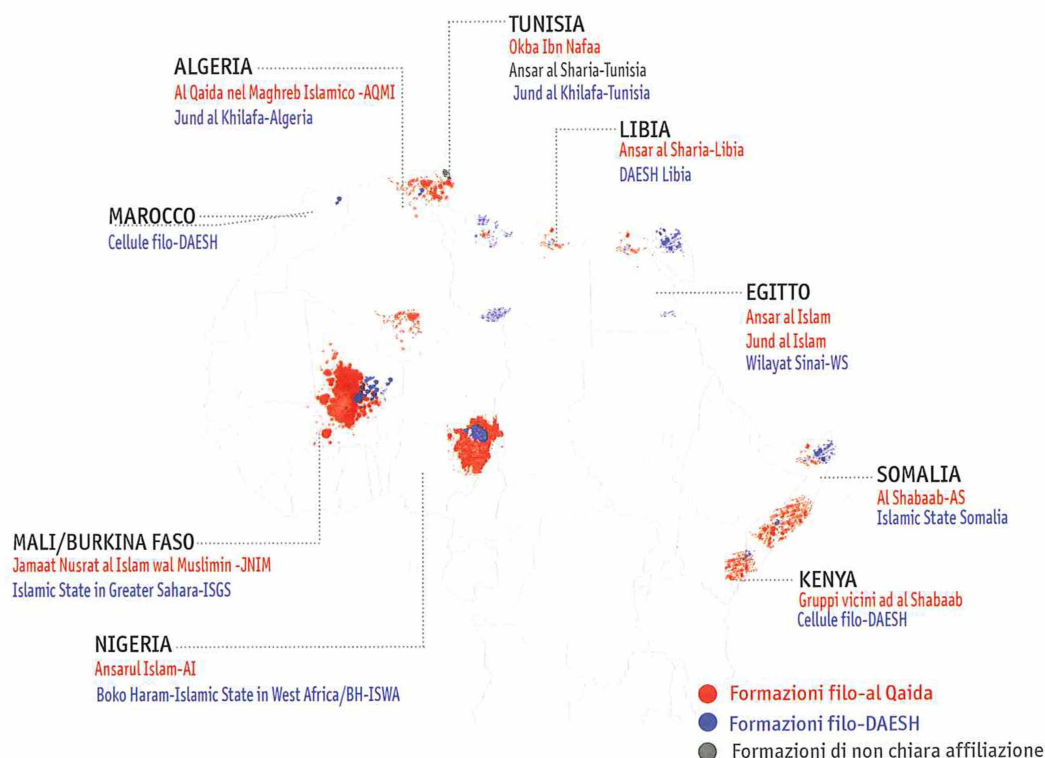 TUNISIA
Okba Ibn Nafaa
Ansar al Sharia-Tunisia
Jund al Khilafa-Tunisia
ALGERIA
Al Qaida nel Maghreb Islamico -AQMI
Jund al Khilafa-Algeria
LIBIA
Ansar al Sharia-Libia
DAESH Libia
MAROCCO
Cellule filo-DAESH
EGITTO
Ansar al Islam
Jund al Islam
Wilayat Sinai-WS
SOMALIA
Al Shabaab-AS
Islamic State Somalia
MALI/BURKINA FASO
Jamaat Nusrat al Islam wal Muslimin -JNIM
Islamic State in Greater Sahara-ISGS
KENYA
Gruppi vicini ad al Shabaab
Cellule filo-DAESH
NIGERIA
Ansarul Islam-AI
Boko Haram-Islamic State in West Africa/BH-ISWA
Formazioni filo-al Qaida
Formazioni filo-DAESH
Formazioni di non chiara affiliazione